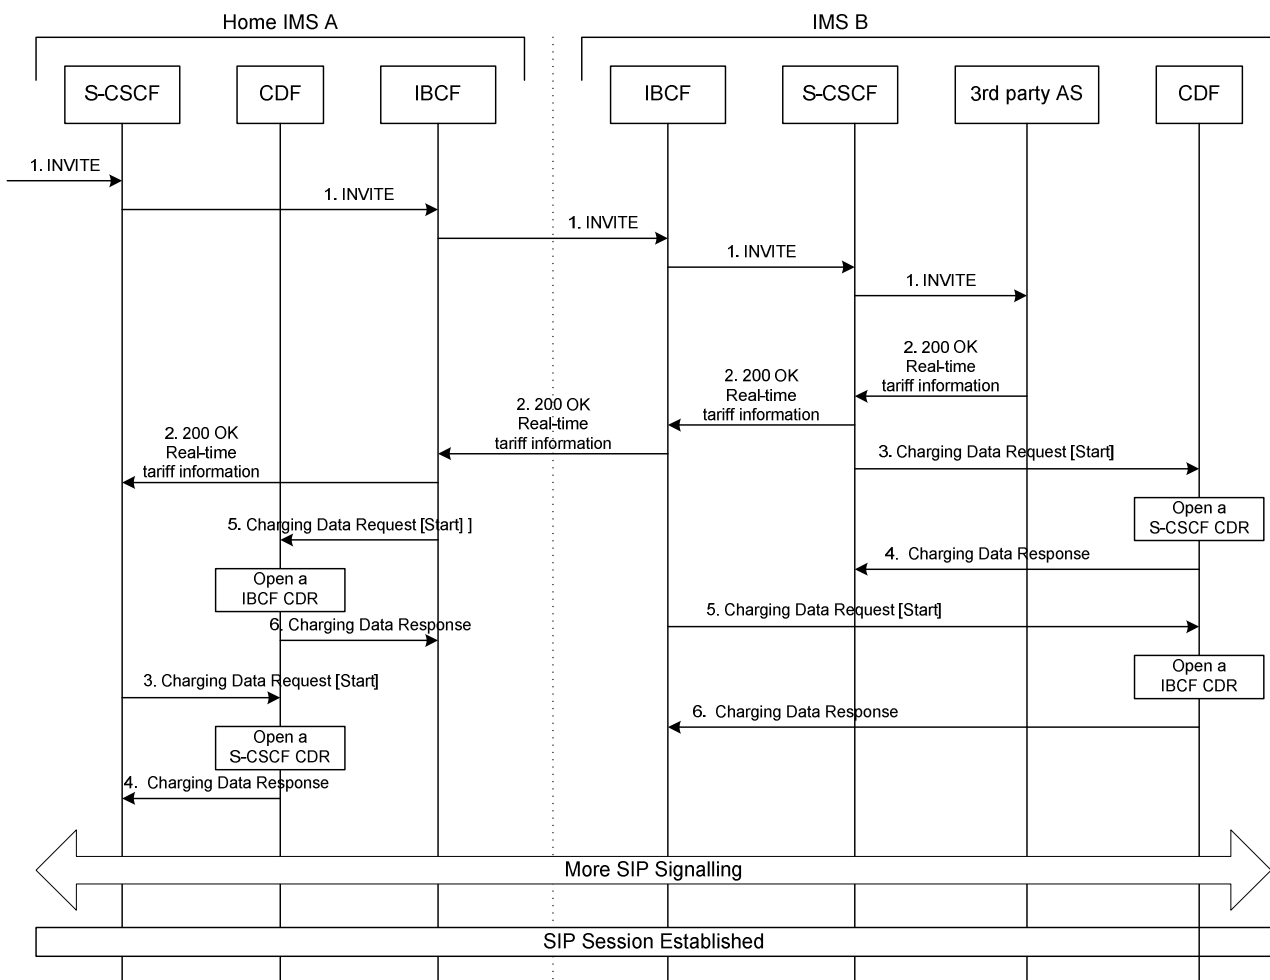 Home IMS A
IMS B
S-CSCF
CDF
IBCF
IBCF
S-CSCF
3rd party AS
CDF
1. INVITE
1. INVITE
1. INVITE
1. INVITE
1. INVITE
2. 200 OK
Real-time
tariff information
2. 200 OK
Real-time
tariff information
2. 200 OK
Real-time
tariff information
2. 200 OK
Real-time
tariff information
3. Charging Data Request [Start]
Open a
S-CSCF CDR
5. Charging Data Request [Start] ]
4. Charging Data Response
Open a
IBCF CDR
5. Charging Data Request [Start]
6. Charging Data Response
Open a
IBCF CDR
3. Charging Data Request [Start]
6. Charging Data Response
Open a
S-CSCF CDR
4. Charging Data Response
More SIP Signalling
SIP Session Established